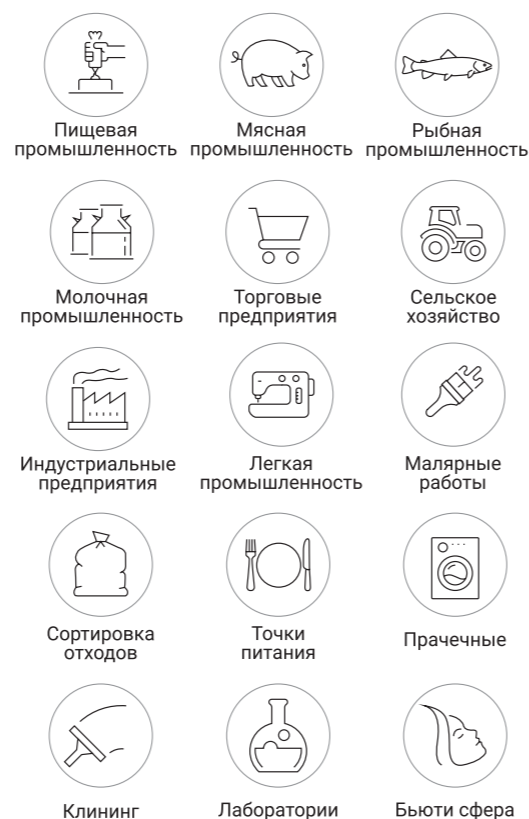 Пищевая
промышленность
Мясная
промышленность
Рыбная
промышленность
Молочная
промышленность
Торговые
предприятия
Сельское
хозяйство
Индустриальные
предприятия
Легкая
промышленность
Малярные
работы
Сортировка
отходов
Точки
питания
Прачечные
Клининг
Лаборатории
Бьюти сфера